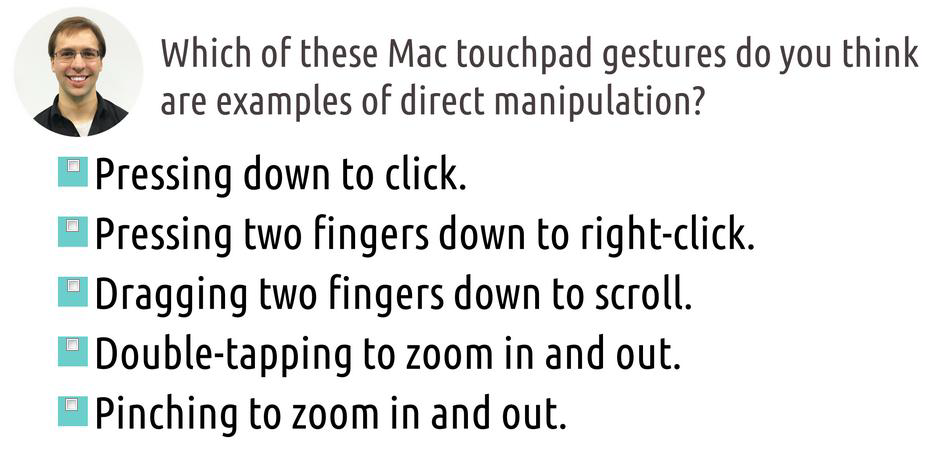 Which of these Mac touchpad gestures do you think
are examples of direct manipulation?
Pressing down to click.
Pressing two fingers down to right-click.
Dragging two fingers down to scroll.
Double-tapping to zoom in and out.
Pinching to zoom in and out.